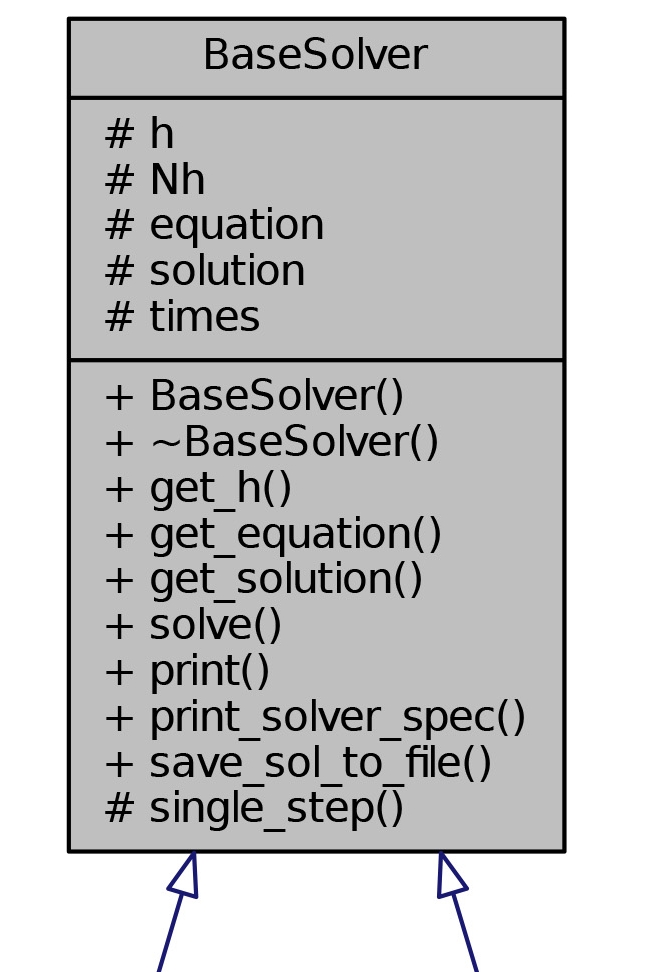 BaseSolver
# h
# Nh
# equation
# solution
# times
+ BaseSolver()
+ ~BaseSolver()
+ get_h()
+ get_equation()
+ get_solution()
+ solve()
+ print()
+ print_solver_spec()
+ save_sol_to_file()
# single_step()